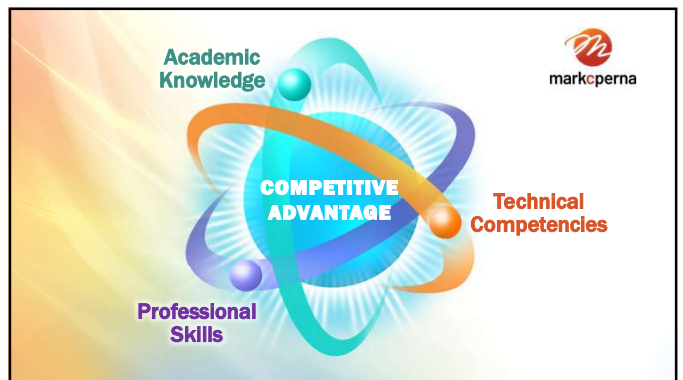 Academic
Knowledge
markcperna
COMPETITIVE
ADVANTAGE
Technical
Competencies
Professional
Skills